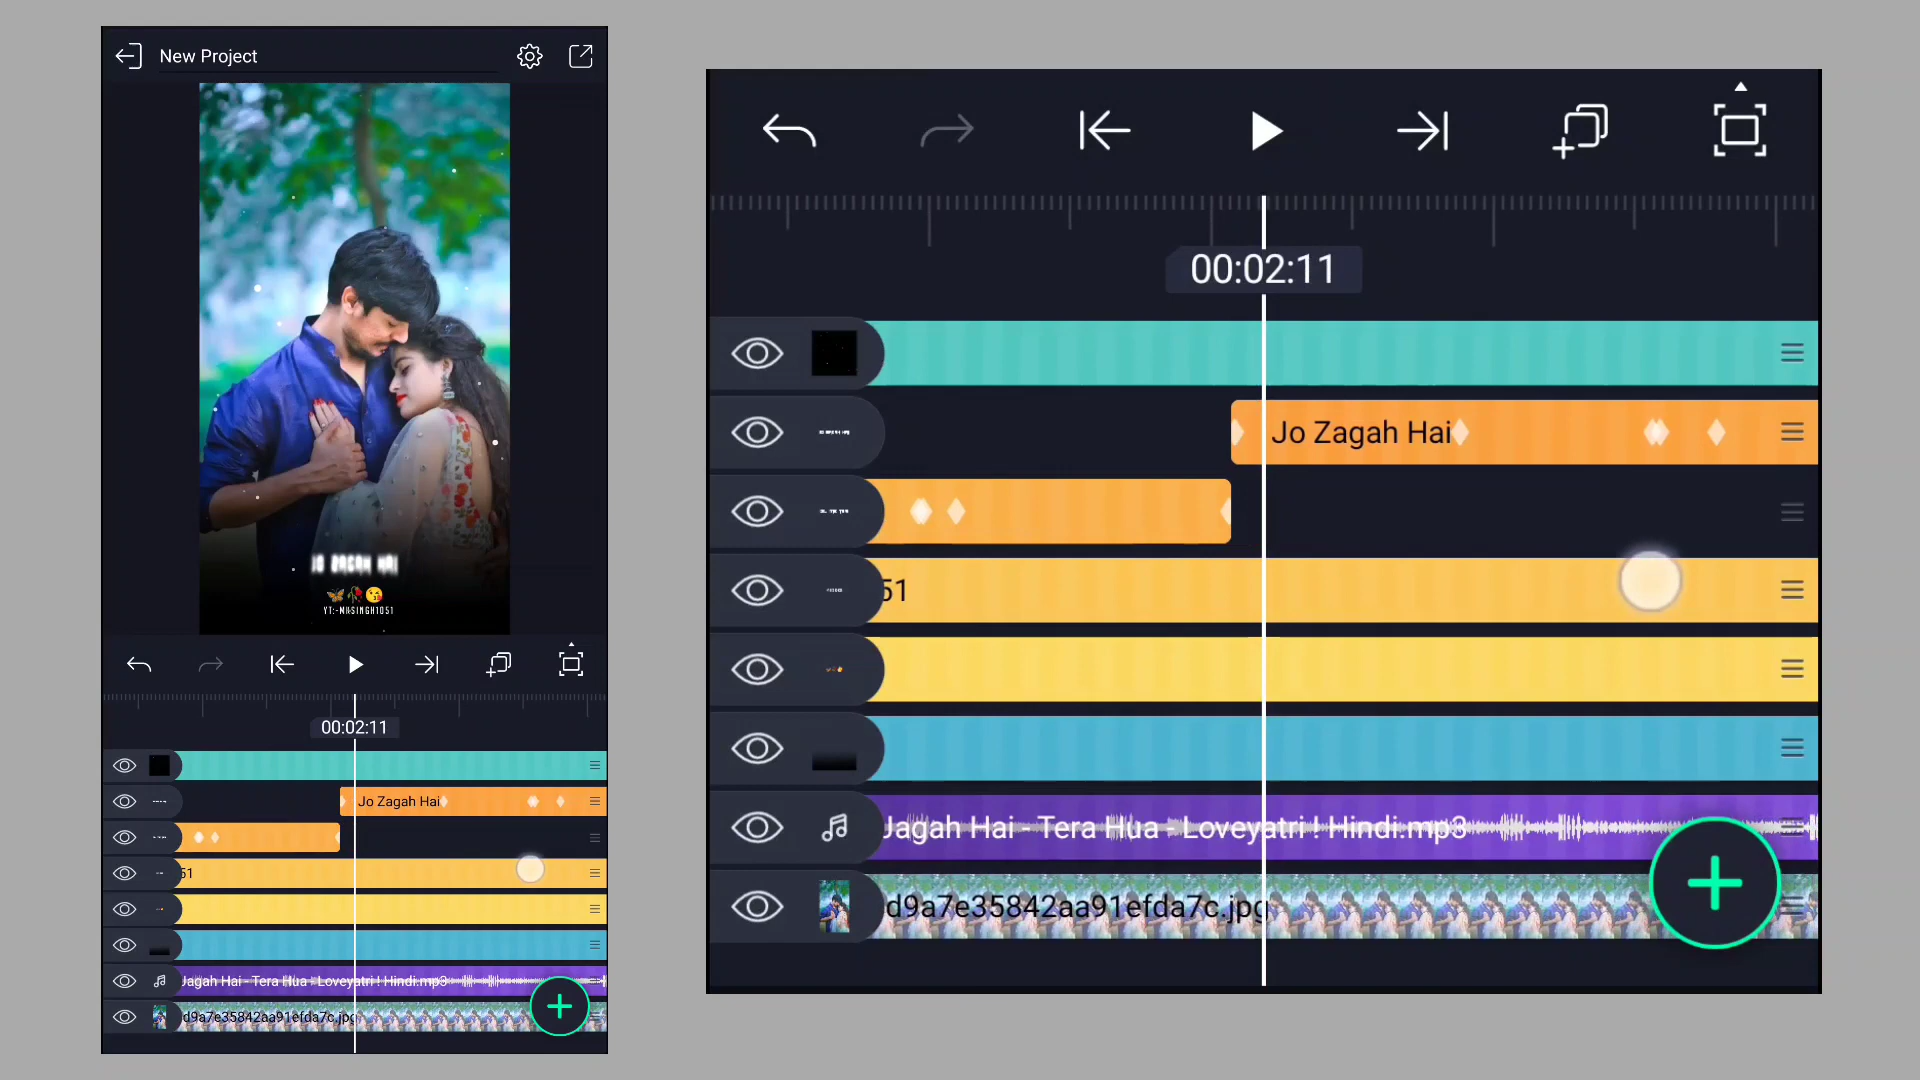 New Project
JO ZAGAH HAI
YT:-MKSINGH1051
00:02:11
Jo Zagah Hai
51
Jagah Hai - Tera Hua - Loveyatri ! Hindi.mp3
d9a7e35842aa91efda7c.jpg
00:02:11
Jo Zagah Hai
51
Jagah Hai - Tera Hua - Loveyatri ! Hindi.mp3
d9a7e35842aa91efda7c.jpg